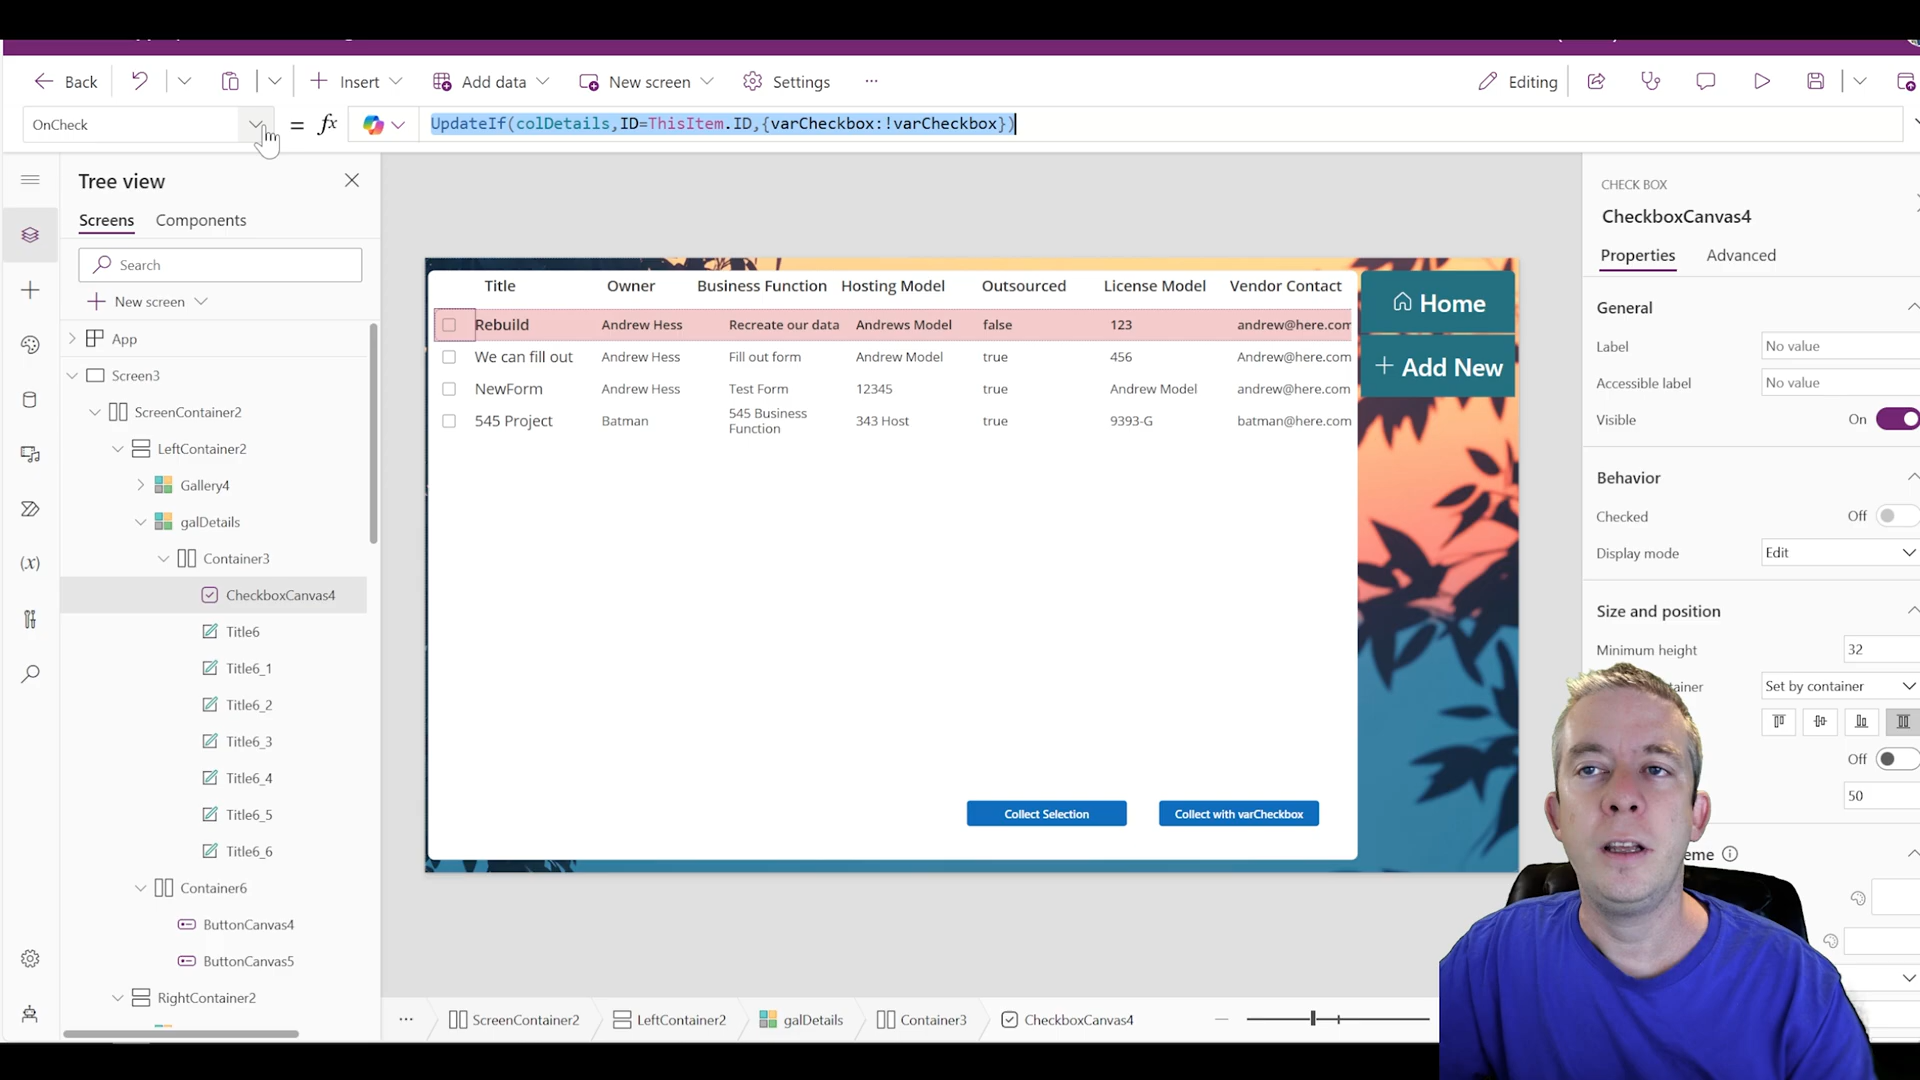 Back
Insert
Add data
New screen
Settings
...
Editing
OnCheck
= fx
UpdateIf(colDetails,ID=ThisItem.ID,{varCheckbox:!varCheckbox})
Tree view
Screens
Components
Search
New screen
App
Screen3
ScreenContainer2
LeftContainer2
Gallery4
galDetails
Container3
CheckboxCanvas4
Title6
Title6_1
Title6_2
Title6_3
Title6_4
Title6_5
Title6_6
Container6
ButtonCanvas4
ButtonCanvas5
RightContainer2
(x)
Title Owner Business Function Hosting Model Outsourced License Model Vendor Contact
Rebuild Andrew Hess Recreate our data Andrews Model false 123 andrew@here.com
We can fill out Andrew Hess Fill out form Andrew Model true 456 Andrew@here.com
NewForm Andrew Hess Test Form 12345 true Andrew Model andrew@here.com
545 Project Batman 545 Business Function 343 Host true 9393-G batman@here.com
Home
+ Add New
Collect Selection
Collect with varCheckbox
... ScreenContainer2 LeftContainer2 galDetails Container3 CheckboxCanvas4
CHECK BOX
CheckboxCanvas4
Properties
Advanced
General
Label No value
Accessible label No value
Visible On
Behavior
Checked Off
Display mode Edit
Size and position
Minimum height 32
Set by container
Off
50